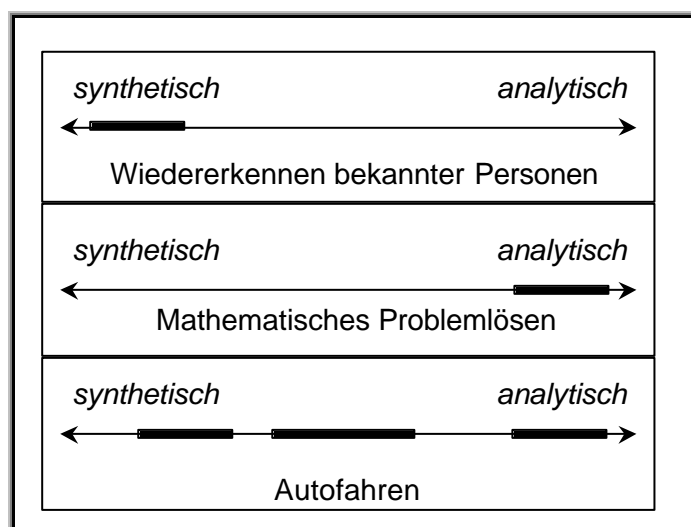 synthetisch analytisch
Wiedererkennen bekannter Personen
synthetisch analytisch
Mathematisches Problemlösen
synthetisch analytisch
Autofahren